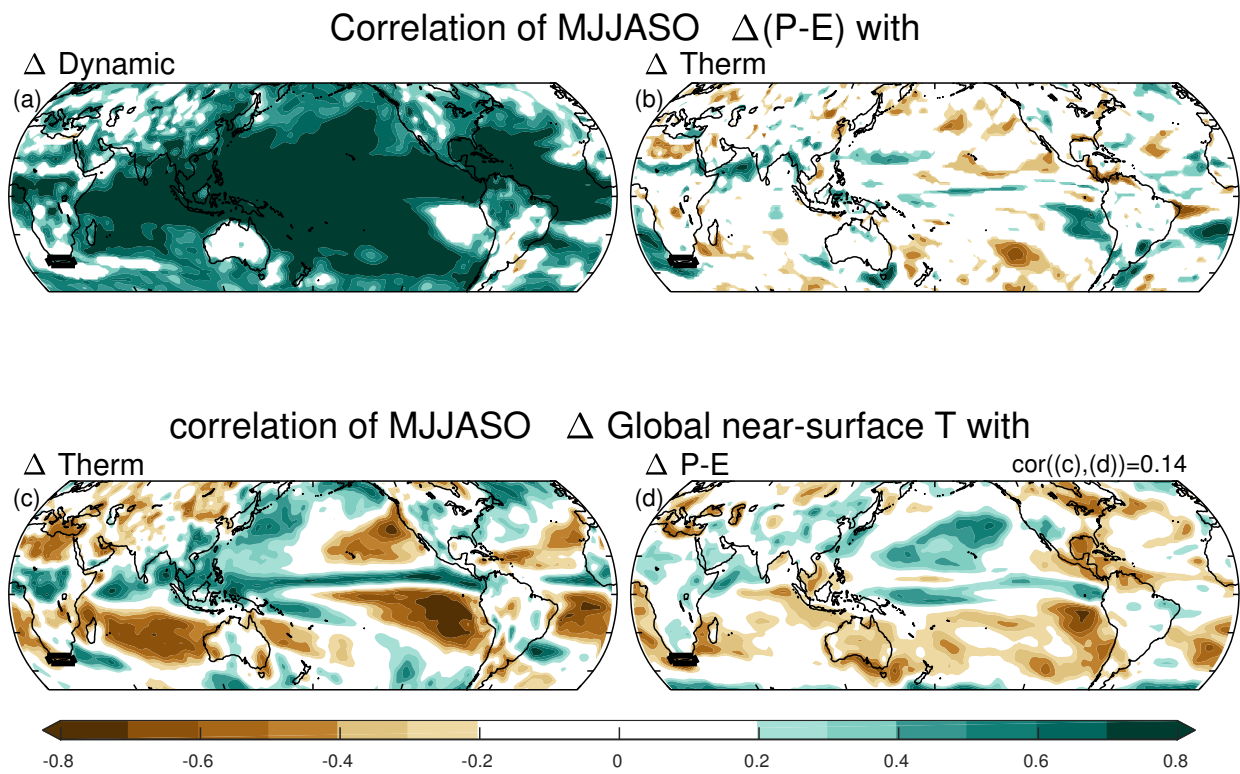 Correlation of MJJASO Δ(P-E) with
Δ Dynamic
Δ Therm
(a)
(b)
correlation of MJJASO Δ Global near-surface T with
Δ Therm
Δ P-E
cor((c),(d))=0.14
(c)
(d)
-0.8 -0.6 -0.4 -0.2 0 0.2 0.4 0.6 0.8